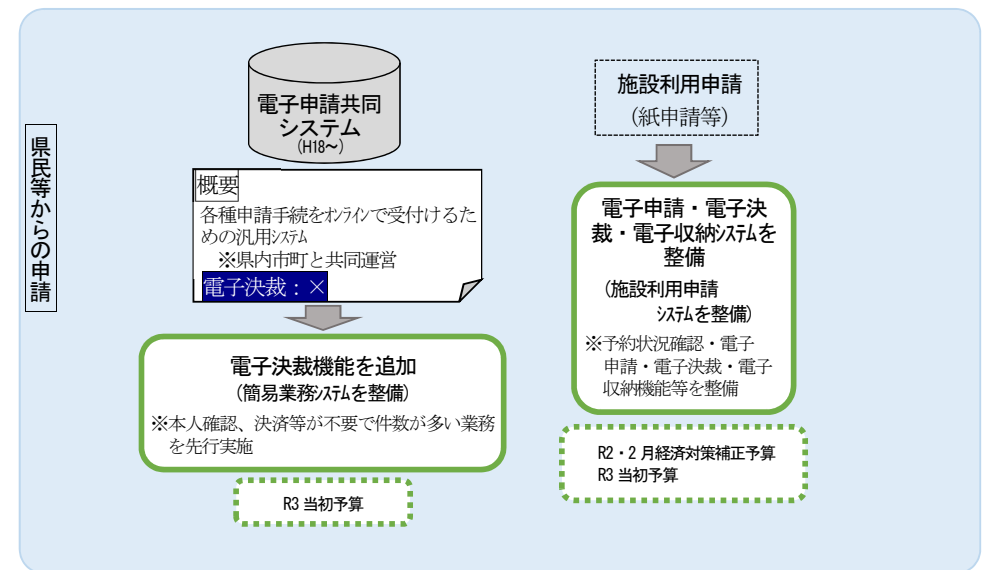 県民等からの申請
電子申請共同
システム
(H18～)
概要
各種申請手続をｵﾝﾗｲﾝで受付けるた
めの汎用ｼｽﾃﾑ
※県内市町と共同運営
電子決裁：×
電子決裁機能を追加
(簡易業務ｼｽﾃﾑを整備)
※本人確認、決済等が不要で件数が多い業務
を先行実施
R3 当初予算
施設利用申請
（紙申請等）
電子申請・電子決
裁・電子収納ｼｽﾃﾑを
整備
(施設利用申請
ｼｽﾃﾑを整備)
※予約状況確認・電子
申請・電子決裁・電子
収納機能等を整備
R2・2 月経済対策補正予算
R3 当初予算